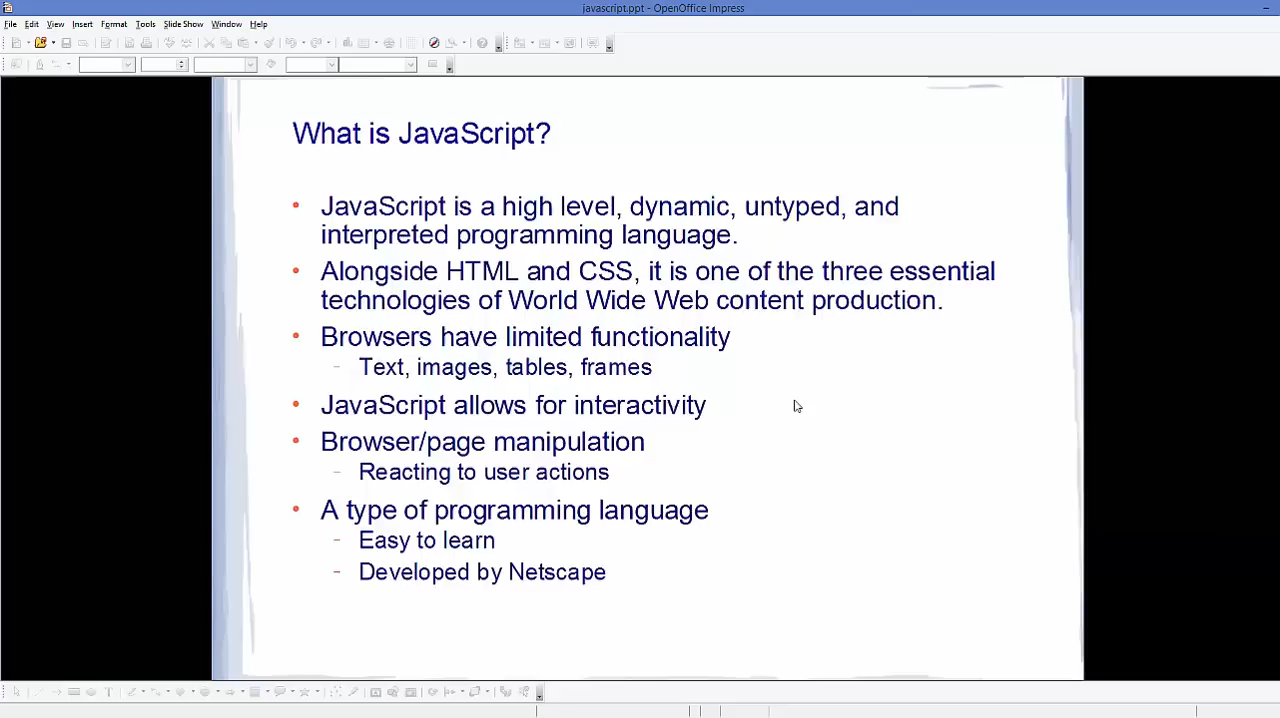 javascript.ppt - OpenOffice Impress
File Edit View Insert Format Tools Slide Show Window Help
What is JavaScript?
• JavaScript is a high level, dynamic, untyped, and
interpreted programming language.
• Alongside HTML and CSS, it is one of the three essential
technologies of World Wide Web content production.
• Browsers have limited functionality
– Text, images, tables, frames
• JavaScript allows for interactivity
• Browser/page manipulation
– Reacting to user actions
• A type of programming language
– Easy to learn
– Developed by Netscape